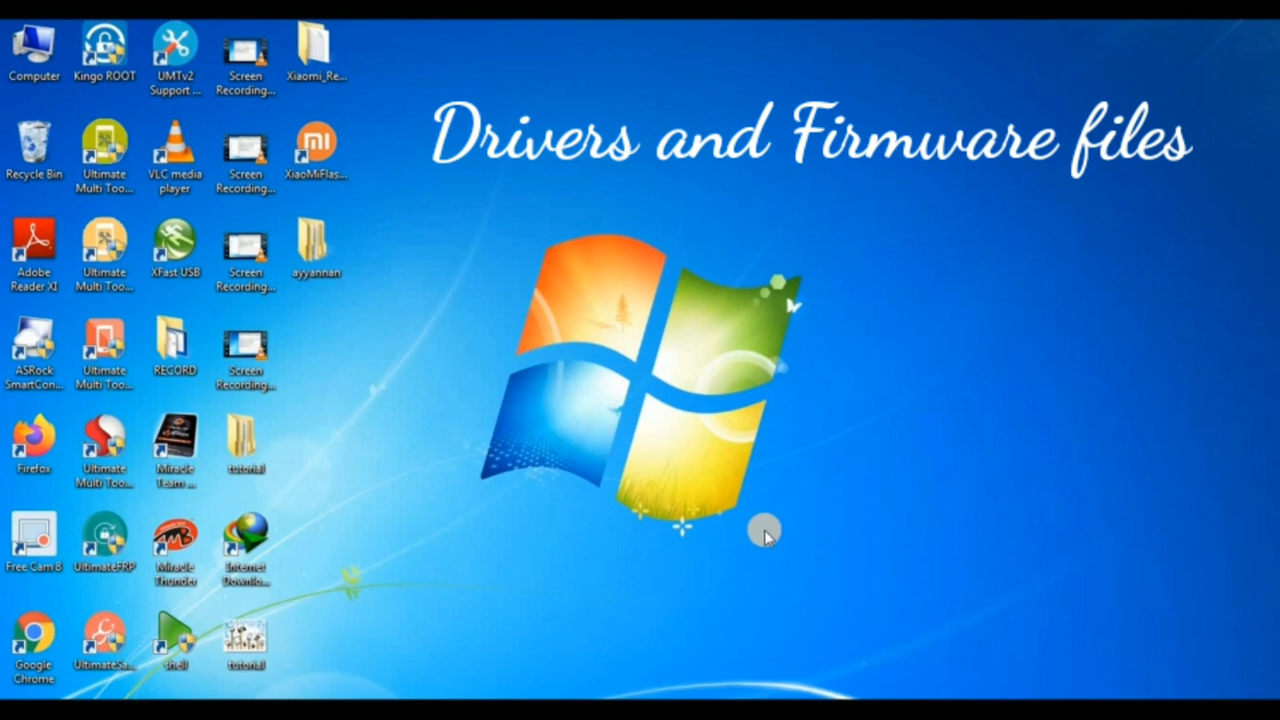 Drivers and Firmware files
Computer
Kingo ROOT
UMTv2
Support ...
Screen
Recording...
Xiaomi_Re...
Recycle Bin
Ultimate
Multi Too...
VLC media
player
Screen
Recording...
XiaoMiFlas...
Adobe
Reader XI
Ultimate
Multi Too...
XFast USB
Screen
Recording...
ayyannan
ASRock
SmartCon...
Ultimate
Multi Too...
RECORD
Screen
Recording...
Firefox
Ultimate
Multi Too...
Miracle
Team ...
tutorial
Free Cam 8
UltimateFRP
Miracle
Thunder
Internet
Downlo...
Google
Chrome
UltimateSa...
shell
tutorial